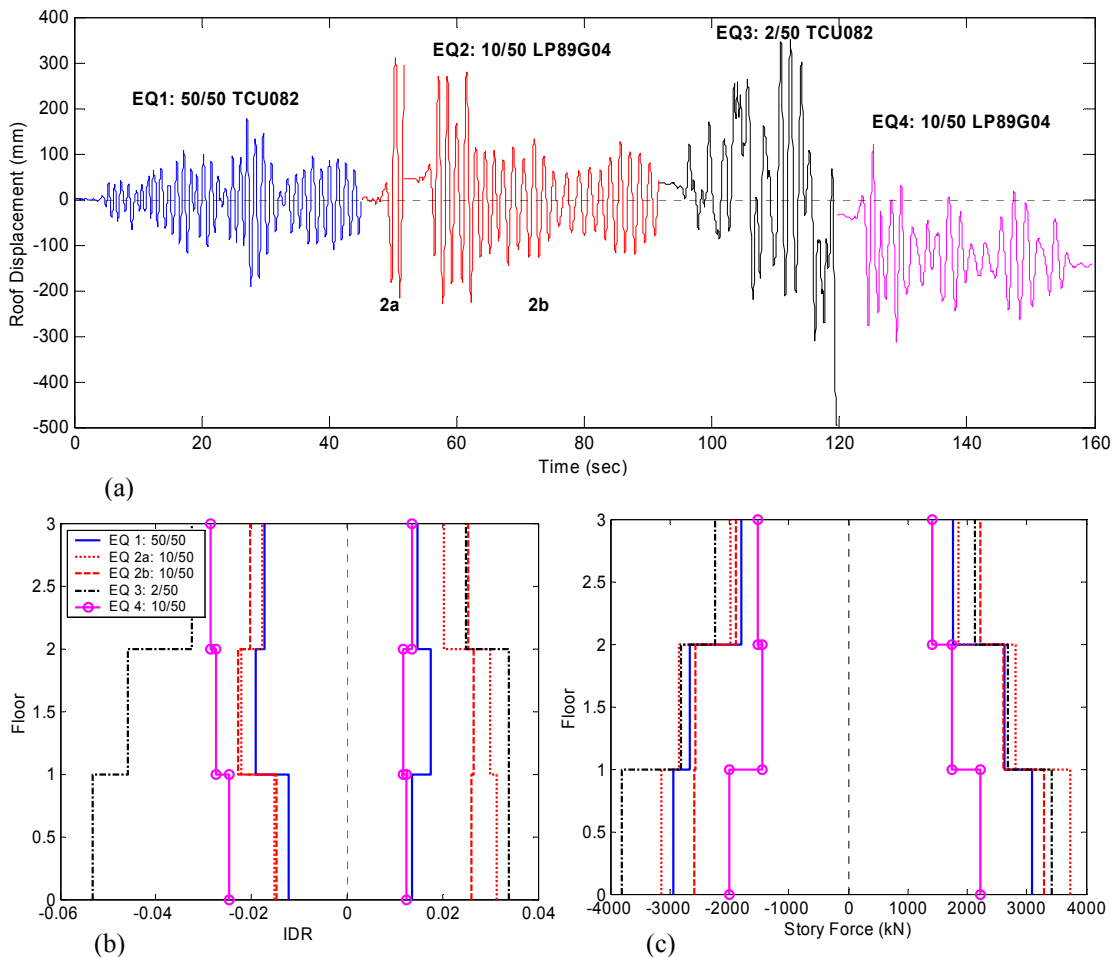 EQ3: 2/50 TCU082
EQ2: 10/50 LP89G04
EQ1: 50/50 TCU082
EQ4: 10/50 LP89G04
2a
2b
Roof Displacement (mm)
400
300
200
100
0
-100
-200
-300
-400
-500
0 20 40 60 80 100 120 140 160
Time (sec)
(a)
EQ 1: 50/50
EQ 2a: 10/50
EQ 2b: 10/50
EQ 3: 2/50
EQ 4: 10/50
Floor
3
2.5
2
1.5
1
0.5
0
-0.06 -0.04 -0.02 0 0.02 0.04
IDR
(b)
Floor
3
2.5
2
1.5
1
0.5
0
-4000 -3000 -2000 -1000 0 1000 2000 3000 4000
Story Force (kN)
(c)